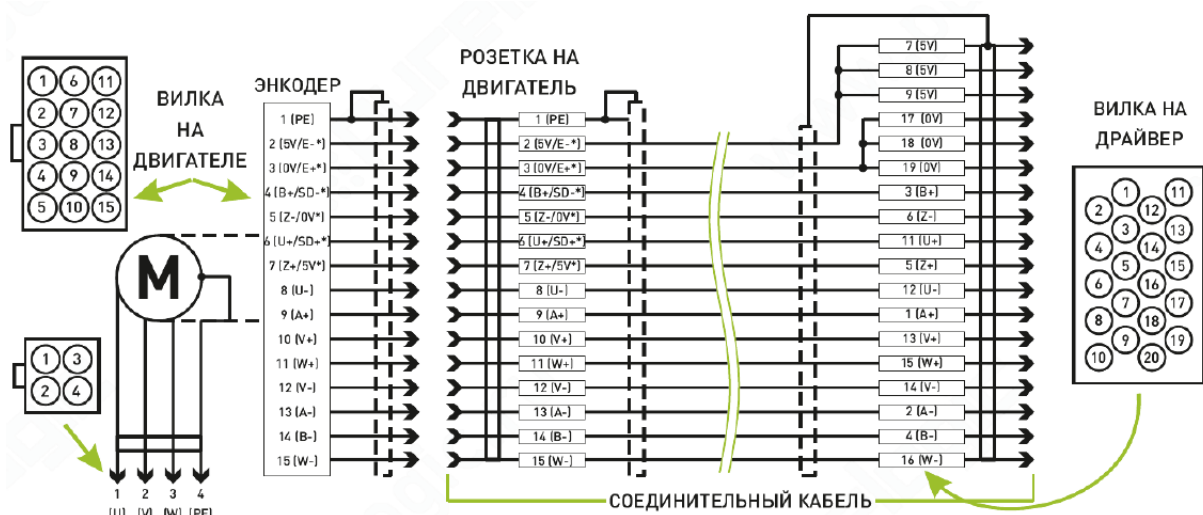 1 6 11
2 7 12
3 8 13
4 9 14
5 10 15
ВИЛКА
НА
ДВИГАТЕЛЕ
M
1 3
2 4
1 2 3 4
(U) (V) (W) (PE)
ЭНКОДЕР
1 (PE)
2 (5V/E-*)
3 (0V/E+*)
4 (B+/SD-*)
5 (Z-/0V*)
6 (U+/SD+*)
7 (Z+/5V*)
8 (U-)
9 (A+)
10 (V+)
11 (W+)
12 (V-)
13 (A-)
14 (B-)
15 (W-)
РОЗЕТКА НА
ДВИГАТЕЛЬ
1 (PE)
2 (5V/E-*)
3 (0V/E+*)
4 (B+/SD-*)
5 (Z-/0V*)
6 (U+/SD+*)
7 (Z+/5V*)
8 (U-)
9 (A+)
10 (V+)
11 (W+)
12 (V-)
13 (A-)
14 (B-)
15 (W-)
7 (5V)
8 (5V)
9 (5V)
17 (0V)
18 (0V)
19 (0V)
3 (B+)
6 (Z-)
11 (U+)
5 (Z+)
12 (U-)
1 (A+)
13 (V+)
15 (W+)
14 (V-)
2 (A-)
4 (B-)
16 (W-)
СОЕДИНИТЕЛЬНЫЙ КАБЕЛЬ
ВИЛКА НА
ДРАЙВЕР
1 11
2 12
3 13
4 14
5 15
6 16
7 17
8 18
9 19
10 20